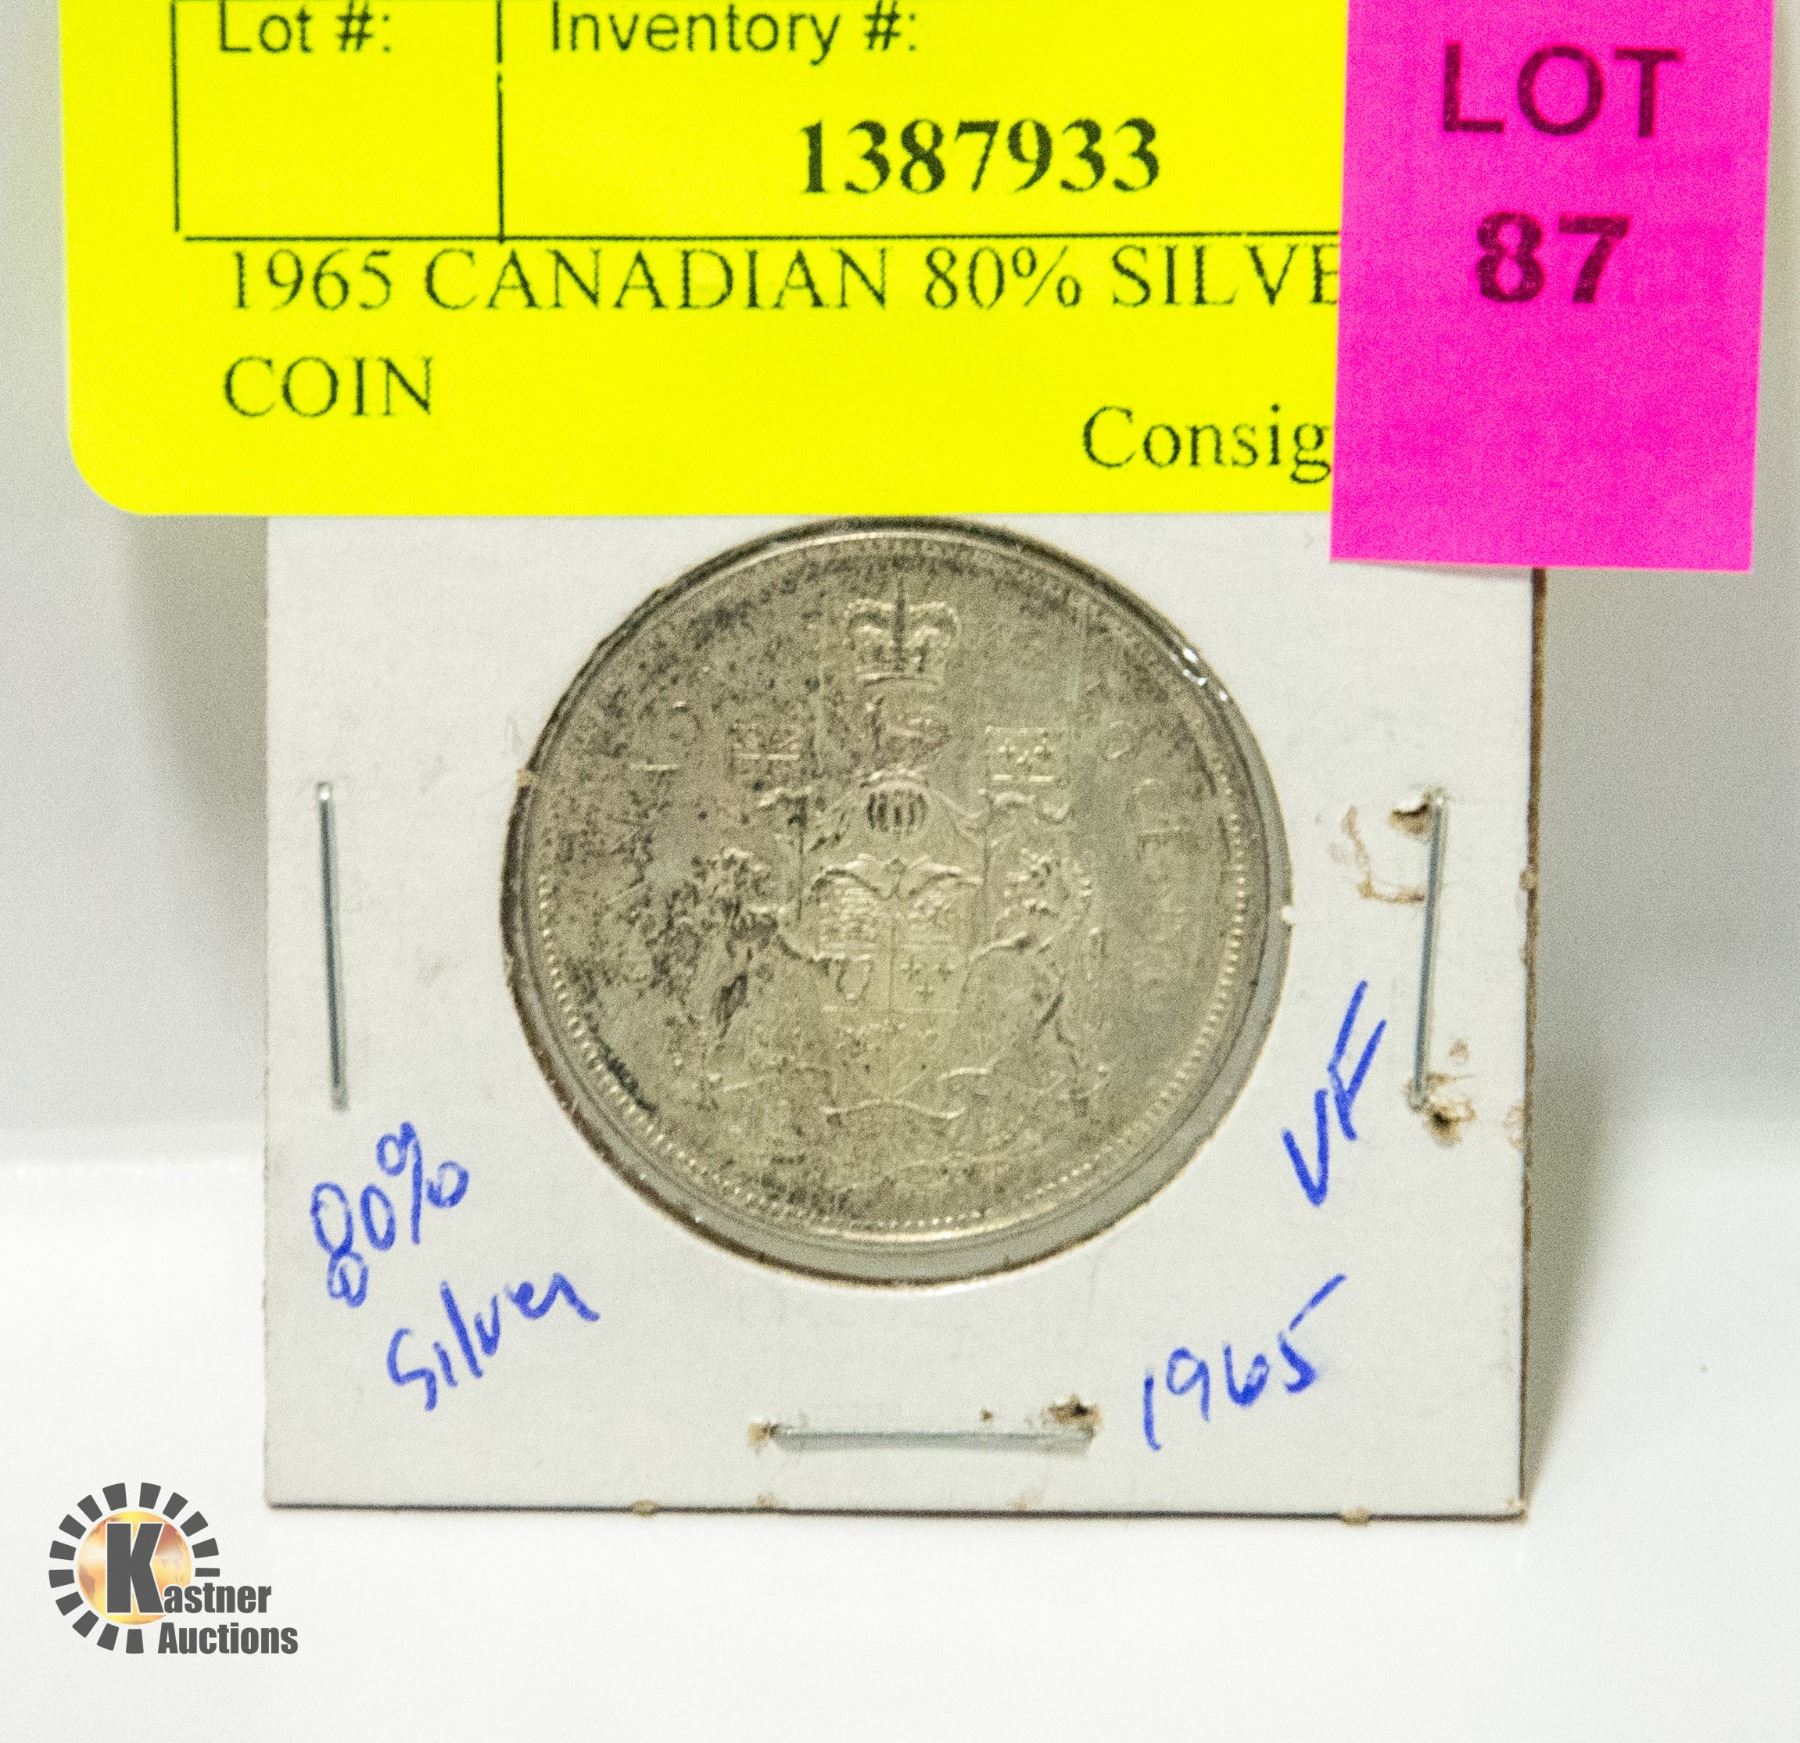 Lot #:
Inventory #:
1387933
1965 CANADIAN 80% SILVE
COIN
Consig
LOT
87
80%
Silver
VF
1965
Kastner
Auctions